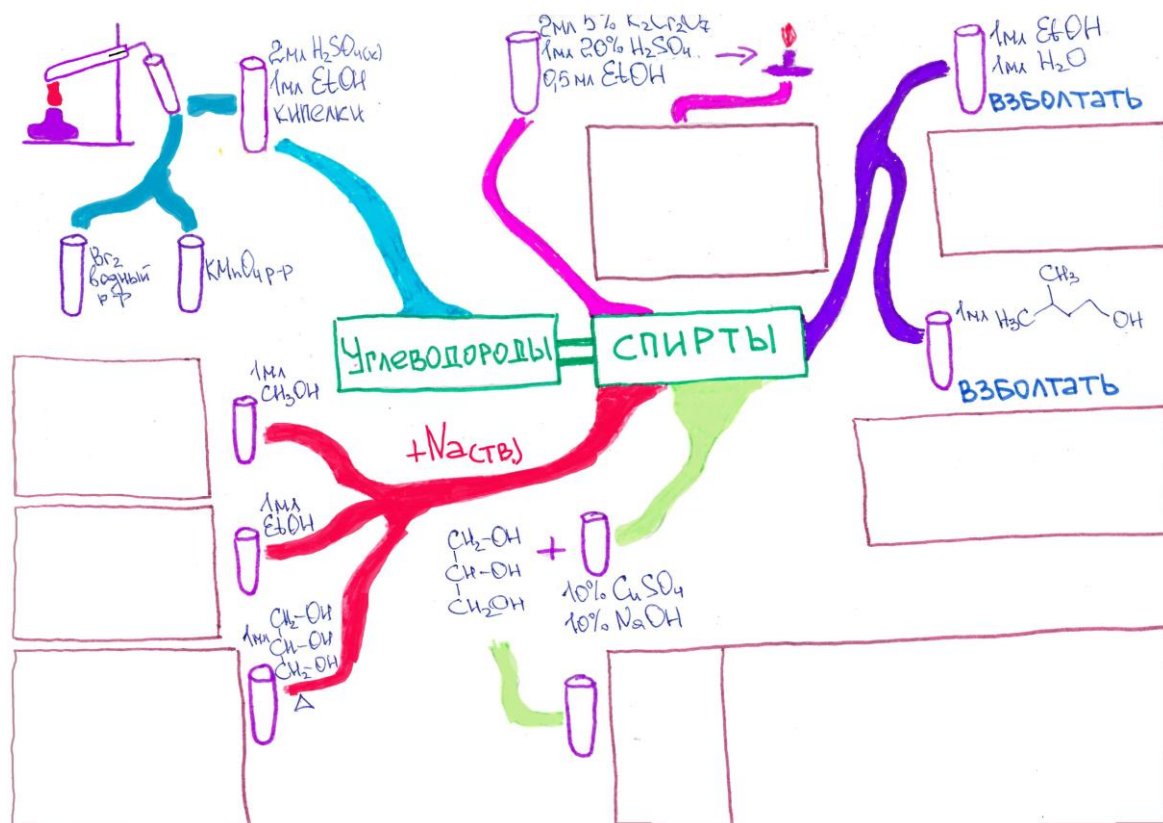 2мл H₂SO₄(к)
1мл EtOH
кипелки
Br₂
водный
р-р
KMnO₄ р-р
2мл 5% K₂Cr₂O₇
1мл 20% H₂SO₄
0,5мл EtOH
1мл EtOH
1мл H₂O
ВЗБОЛТАТЬ
1мл
H₃C
CH₃
OH
ВЗБОЛТАТЬ
Углеводороды
СПИРТЫ
+Na(тв)
1мл
CH₃OH
1мл
EtOH
1мл
CH₂-OH
CH-OH
CH₂-OH
△
CH₂-OH
CH-OH
CH₂OH
+
10% CuSO₄
10% NaOH